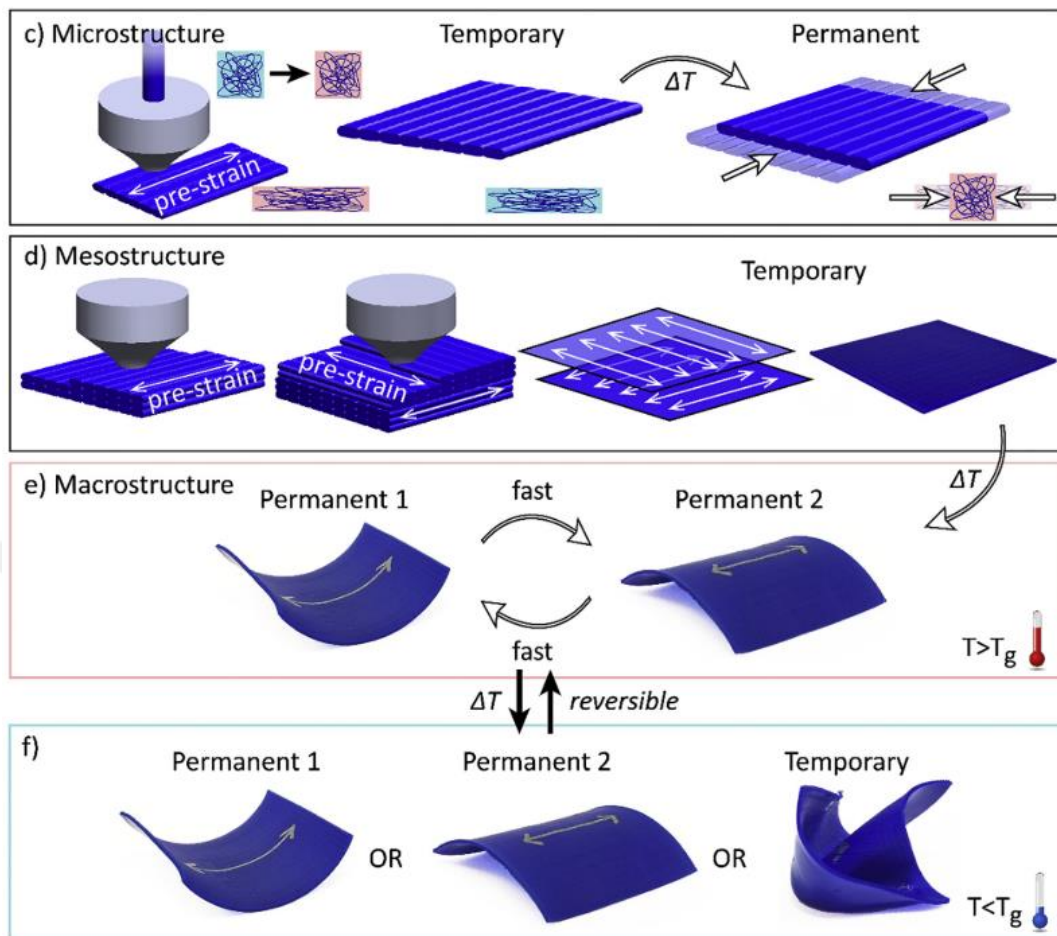 c) Microstructure
Temporary
Permanent
ΔT
pre-strain
d) Mesostructure
Temporary
pre-strain
pre-strain
ΔT
e) Macrostructure
Permanent 1
fast
Permanent 2
fast
T>Tg
ΔT
reversible
f)
Permanent 1
Permanent 2
Temporary
OR
OR
T<Tg